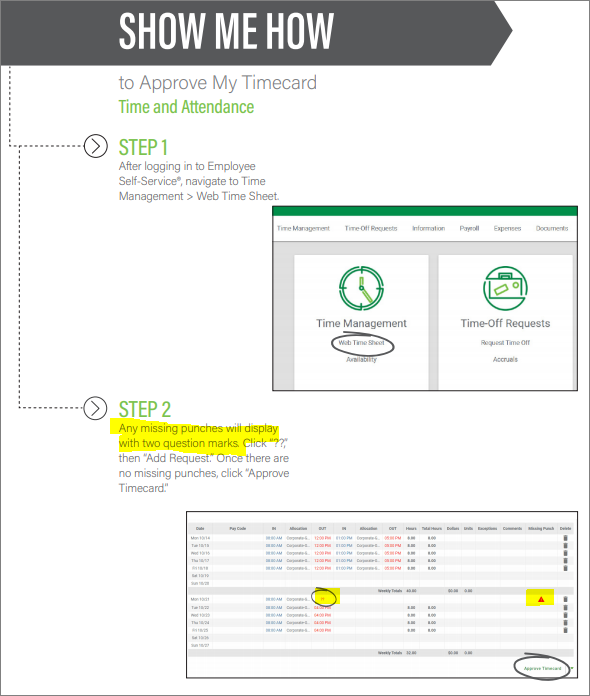 SHOW ME HOW
to Approve My Timecard
Time and Attendance
STEP 1
After logging in to Employee
Self-Service®, navigate to Time
Management > Web Time Sheet.
Time Management Time-Off Requests Information Payroll Expenses Documents
Time Management Time-Off Requests
Web Time Sheet Request Time Off
Availability Accruals
STEP 2
Any missing punches will display
with two question marks. Click “??,”
then “Add Request.” Once there are
no missing punches, click “Approve
Timecard.”
Date Pay Code IN Allocation OUT IN Allocation OUT Hours Total Hours Dollars Units Exceptions Comments Missing Punch Delete
Mon 10/14 08:00 AM Corporate-G... 12:00 PM 01:00 PM Corporate-G... 05:00 PM 8.00 8.00
Tue 10/15 08:00 AM Corporate-G... 12:00 PM 01:00 PM Corporate-G... 05:00 PM 8.00 8.00
Wed 10/16 08:00 AM Corporate-G... 12:00 PM 01:00 PM Corporate-G... 05:00 PM 8.00 8.00
Thu 10/17 08:00 AM Corporate-G... 12:00 PM 01:00 PM Corporate-G... 05:00 PM 8.00 8.00
Fri 10/18 08:00 AM Corporate-G... 12:00 PM 01:00 PM Corporate-G... 05:00 PM 8.00 8.00
Sat 10/19
Sun 10/20
Weekly Totals 40.00 $0.00 0.00
Mon 10/21 08:00 AM Corporate-G... ??
Tue 10/22 08:00 AM Corporate-G... 04:00 PM 8.00 8.00
Wed 10/23 08:00 AM Corporate-G... 04:00 PM 8.00 8.00
Thu 10/24 08:00 AM Corporate-G... 04:00 PM 8.00 8.00
Fri 10/25 08:00 AM Corporate-G... 04:00 PM 8.00 8.00
Sat 10/26
Sun 10/27
Weekly Totals 32.00 $0.00 0.00
Approve Timecard